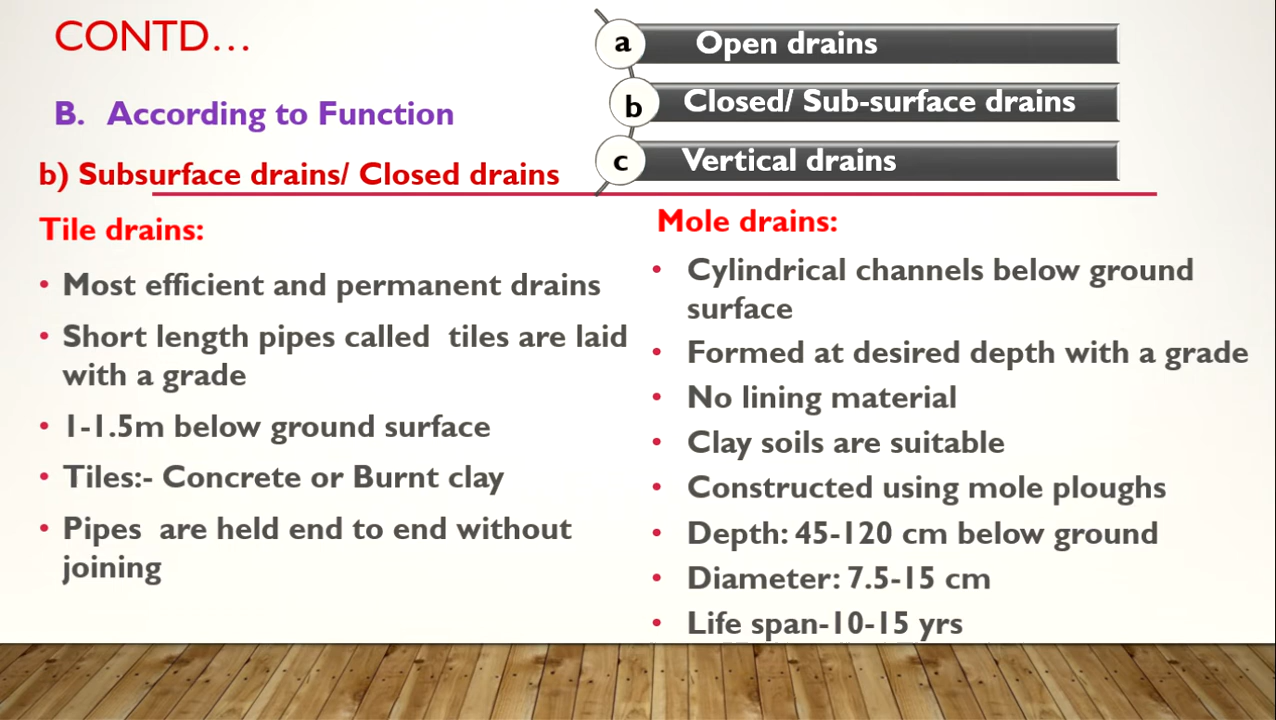 CONTD...
a Open drains
b Closed/ Sub-surface drains
c Vertical drains
B. According to Function
b) Subsurface drains/ Closed drains
Tile drains:
• Most efficient and permanent drains
• Short length pipes called tiles are laid
with a grade
• 1-1.5m below ground surface
• Tiles:- Concrete or Burnt clay
• Pipes are held end to end without
joining
Mole drains:
• Cylindrical channels below ground
surface
• Formed at desired depth with a grade
• No lining material
• Clay soils are suitable
• Constructed using mole ploughs
• Depth: 45-120 cm below ground
• Diameter: 7.5-15 cm
• Life span-10-15 yrs